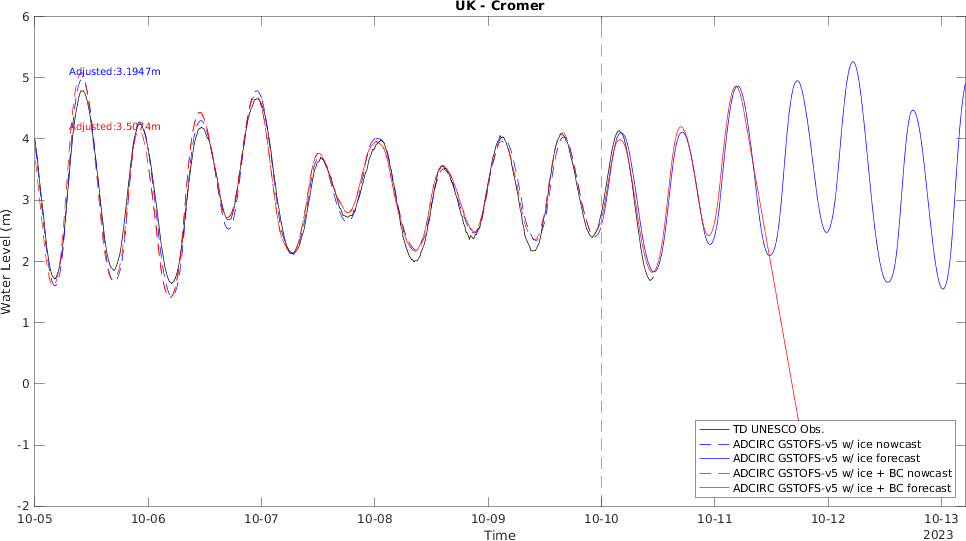 UK - Cromer
6
5
4
3
2
1
0
-1
-2
Water Level (m)
Adjusted:3.1947m
TD UNESCO Obs.
ADCIRC GSTOFS-v5 w/ ice nowcast
ADCIRC GSTOFS-v5 w/ ice forecast
ADCIRC GSTOFS-v5 w/ ice + BC nowcast
ADCIRC GSTOFS-v5 w/ ice + BC forecast
10-05 10-06 10-07 10-08 10-09 10-10 10-11 10-12 10-13
Time
2023